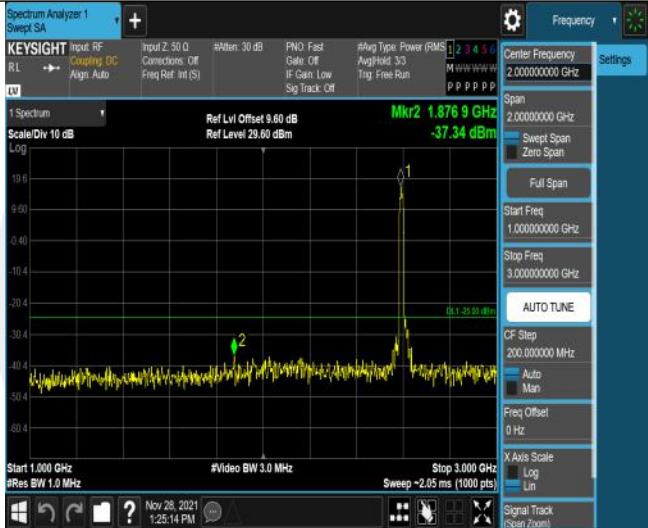 Spectrum Analyzer 1
Swept SA
Frequency
KEYSIGHT
RL
Input: RF
Coupling: DC
Align: Auto
Input Z: 50 Ω
Corrections: Off
Freq Ref: Int (S)
#Atten: 30 dB
PNO: Fast
Gate: Off
IF Gain: Low
Sig Track: Off
#Avg Type: Power (RMS
Avg|Hold: 3/3
Trig: Free Run
1 2 3 4 5 6
M W W W W W
P P P P P P
LV
1 Spectrum
Scale/Div 10 dB
Log
Ref Lvl Offset 9.60 dB
Ref Level 29.60 dBm
Mkr2 1.876 9 GHz
-37.34 dBm
19.6
9.60
-0.40
-10.4
-20.4
-30.4
-40.4
-50.4
-60.4
1
DL1 -25.00 dBm
2
Start 1.000 GHz
#Res BW 1.0 MHz
#Video BW 3.0 MHz
Stop 3.000 GHz
Sweep ~2.05 ms (1000 pts)
Nov 28, 2021
1:25:14 PM
Center Frequency
2.000000000 GHz
Settings
Span
2.00000000 GHz
Swept Span
Zero Span
Full Span
Start Freq
1.000000000 GHz
Stop Freq
3.000000000 GHz
AUTO TUNE
CF Step
200.000000 MHz
Auto
Man
Freq Offset
0 Hz
X Axis Scale
Log
Lin
Signal Track
(Span Zoom)